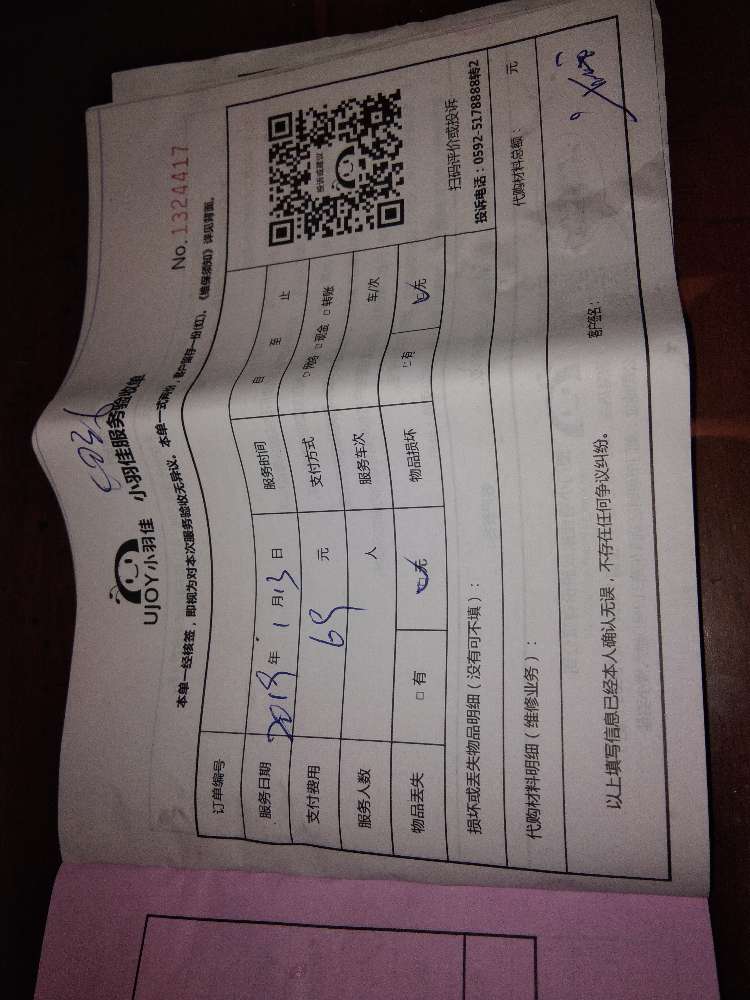 No.1324417
UJOY小羽佳 小羽佳服务验收单
本单一经核签，即视为对本次服务验收无异议。本单一式两份，客户留存一份(红)。《维保须知》详见背面。
订单编号
服务日期 2019年1月13日 服务时间 自 至 止
支付费用 69 元 支付方式 □网络 □现金 □转账
服务人数 人 服务车次 车/次
物品丢失 □有 ☑无 物品损坏 □有 ☑无
投诉或建议
扫码评价或投诉
投诉电话：0592-5178888转2
损坏或丢失物品明细（没有可不填）：
代购材料明细（维修业务）： 代购材料总额： 元
以上填写信息已经本人确认无误，不存在任何争议纠纷。
客户签名：